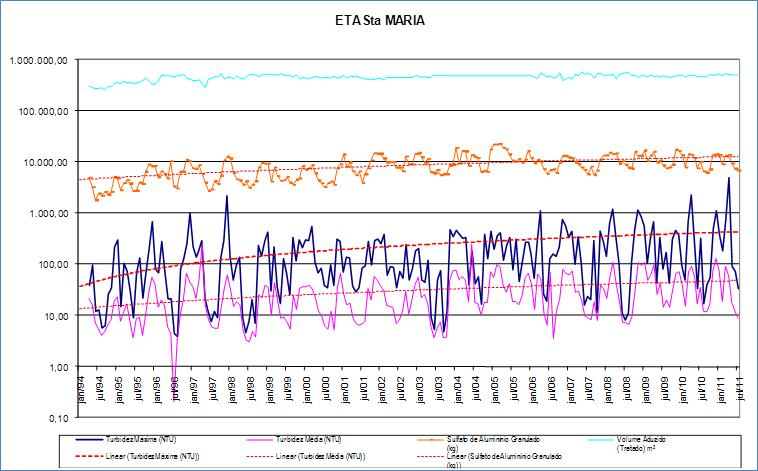 ETA Sta MARIA
1.000.000,00
100.000,00
10.000,00
1.000,00
100,00
10,00
1,00
0,10
jan/94
jul/94
jan/95
jul/95
jan/96
jul/96
jan/97
jul/97
jan/98
jul/98
jan/99
jul/99
jan/00
jul/00
jan/01
jul/01
jan/02
jul/02
jan/03
jul/03
jan/04
jul/04
jan/05
jul/05
jan/06
jul/06
jan/07
jul/07
jan/08
jul/08
jan/09
jul/09
jan/10
jul/10
jan/11
jul/11
Turbidez Máxima (NTU)
Turbidez Média (NTU)
Sulfato de Aluminínio Granulado
(kg)
Volume Aduzido
(Tratado) m³
Linear (Turbidez Máxima (NTU))
Linear (Turbidez Média (NTU))
Linear (Sulfato de Aluminínio Granulado
(kg))